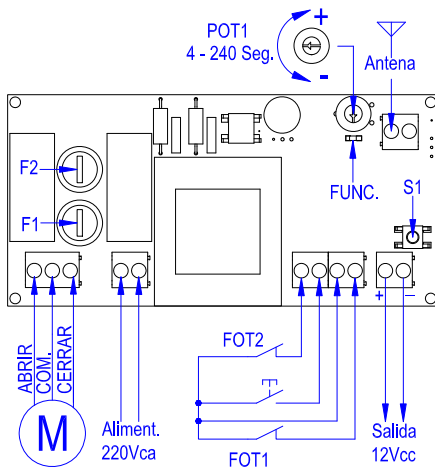 POT1
4 - 240 Seg.
+
-
Antena
F2
F1
FUNC.
S1
+ −
ABRIR
COM.
CERRAR
M
Aliment.
220Vca
FOT2
FOT1
Salida
12Vcc